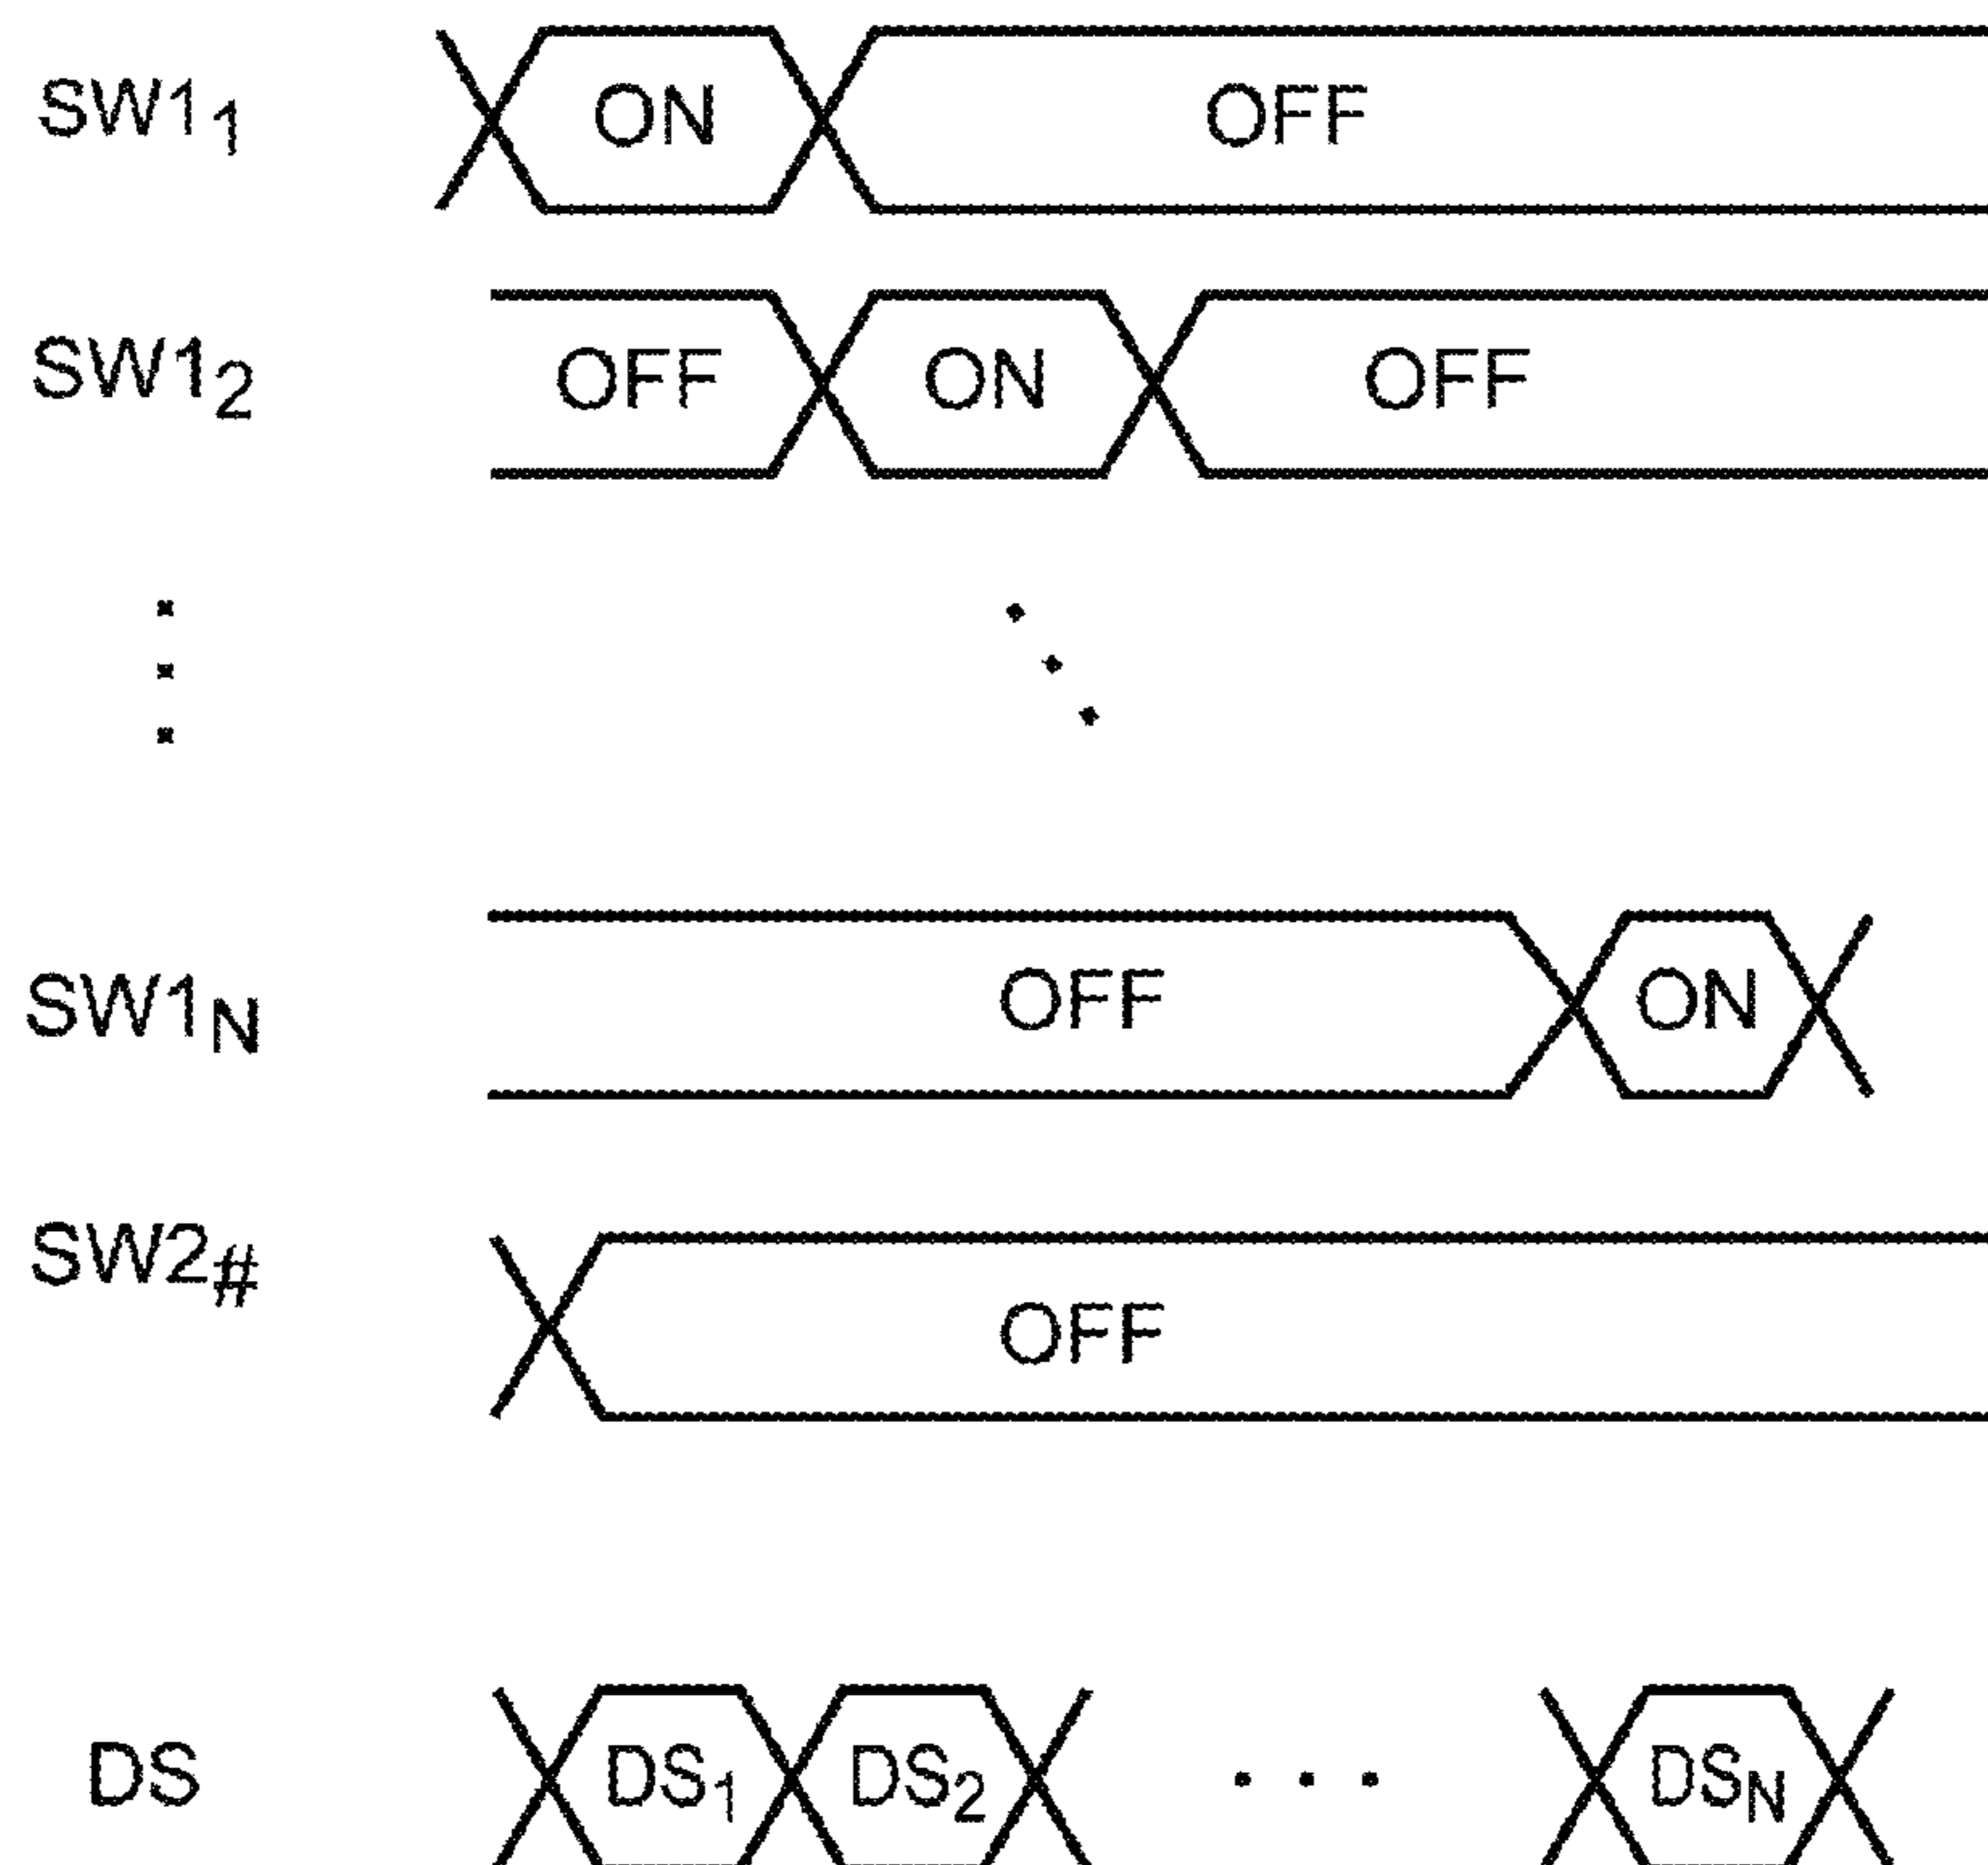 SW1₁ ON OFF
SW1₂ OFF ON OFF
SW1N OFF ON
SW2# OFF
DS DS₁ DS₂ ... DSN